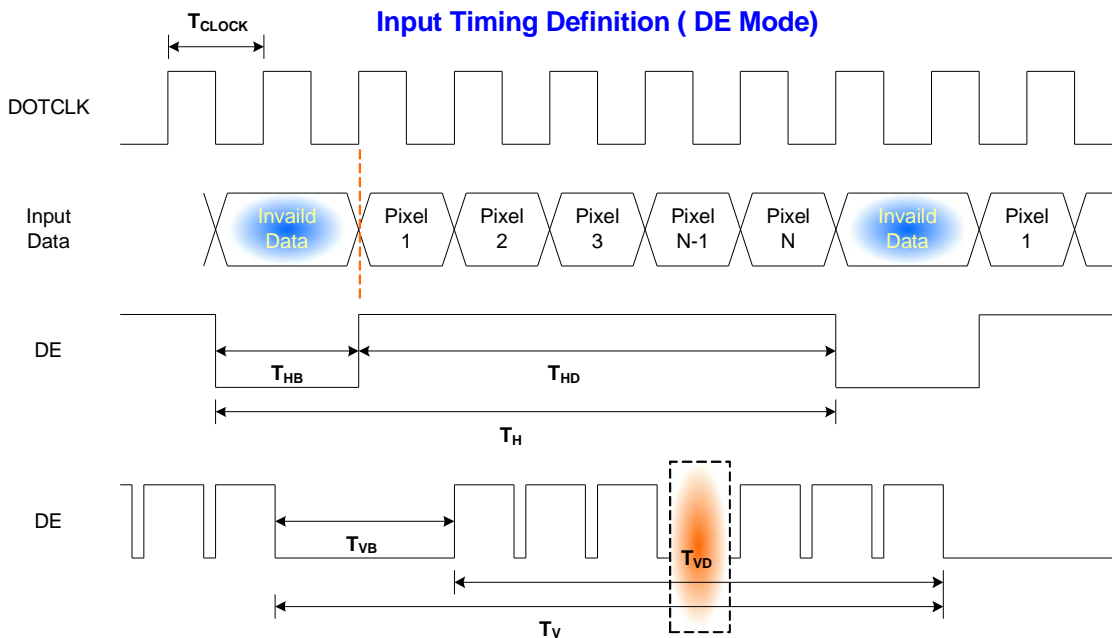 Input Timing Definition ( DE Mode)
TCLOCK
DOTCLK
Input
Data
Invaild
Data
Pixel
1
Pixel
2
Pixel
3
Pixel
N-1
Pixel
N
Invaild
Data
Pixel
1
DE
THB
THD
TH
DE
TVB
TVD
TV